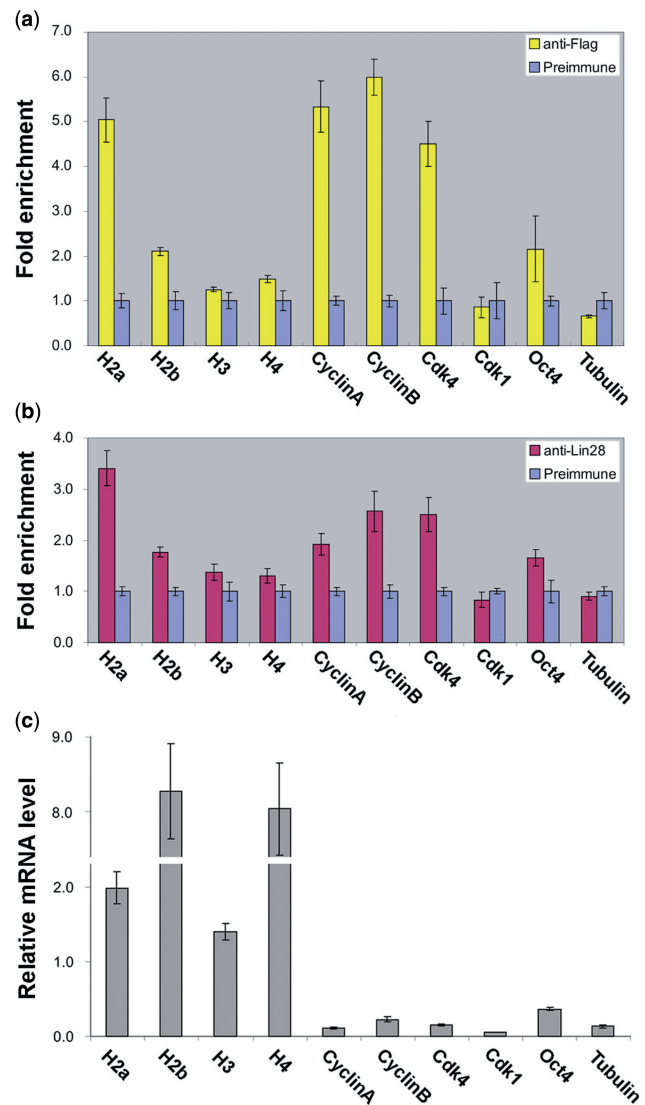 (a)
7.0
6.0
5.0
4.0
3.0
2.0
1.0
0.0
Fold enrichment
anti-Flag
Preimmune
H2a
H2b
H3
H4
CyclinA
CyclinB
Cdk4
Cdk1
Oct4
Tubulin
(b)
4.0
3.0
2.0
1.0
0.0
Fold enrichment
anti-Lin28
Preimmune
H2a
H2b
H3
H4
CyclinA
CyclinB
Cdk4
Cdk1
Oct4
Tubulin
(c)
9.0
8.0
2.0
1.0
0.0
Relative mRNA level
H2a
H2b
H3
H4
CyclinA
CyclinB
Cdk4
Cdk1
Oct4
Tubulin